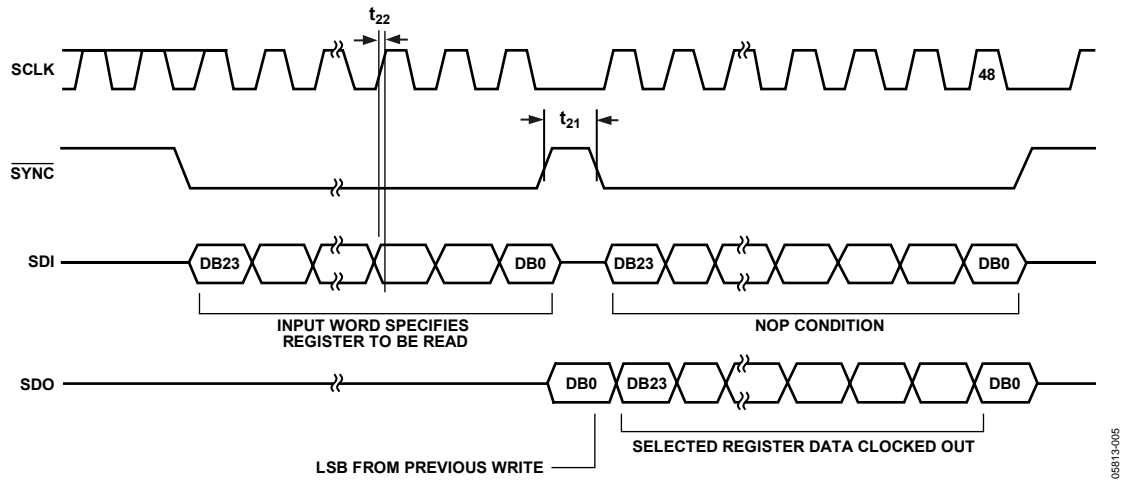 t22
SCLK
48
t21
SYNC
SDI
DB23
DB0
DB23
DB0
INPUT WORD SPECIFIES
REGISTER TO BE READ
NOP CONDITION
SDO
DB0
DB23
DB0
SELECTED REGISTER DATA CLOCKED OUT
LSB FROM PREVIOUS WRITE
05813-005